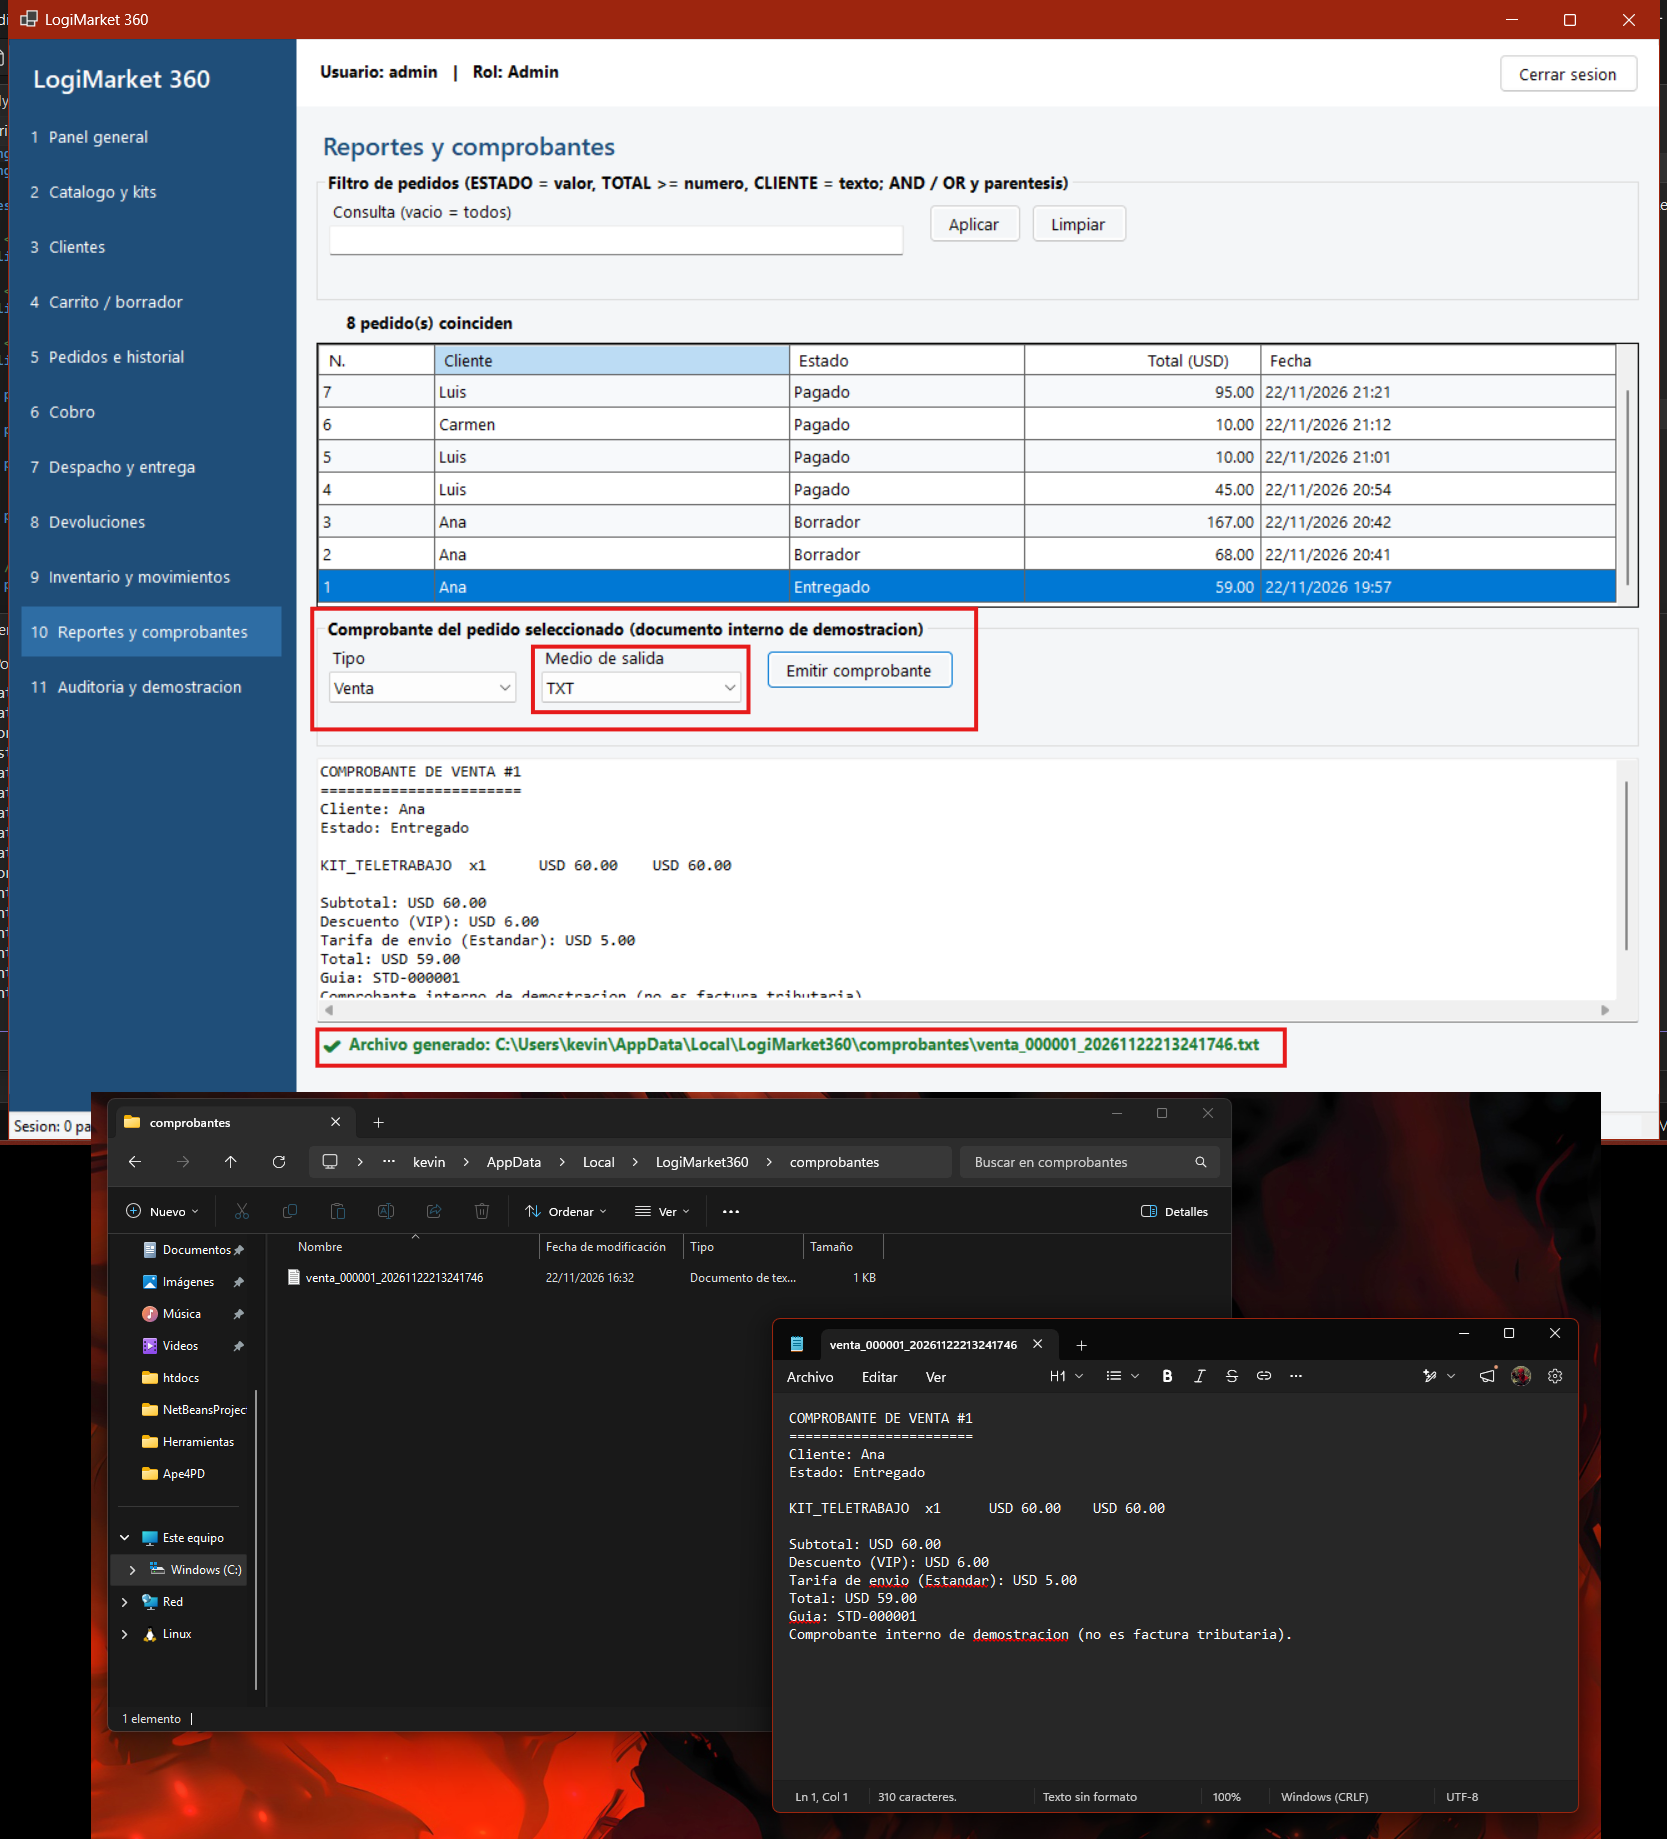 LogiMarket 360
LogiMarket 360
1 Panel general
2 Catalogo y kits
3 Clientes
4 Carrito / borrador
5 Pedidos e historial
6 Cobro
7 Despacho y entrega
8 Devoluciones
9 Inventario y movimientos
10 Reportes y comprobantes
11 Auditoria y demostracion
Usuario: admin | Rol: Admin
Cerrar sesion
Reportes y comprobantes
Filtro de pedidos (ESTADO = valor, TOTAL >= numero, CLIENTE = texto; AND / OR y parentesis)
Consulta (vacio = todos)
Aplicar
Limpiar
8 pedido(s) coinciden
N. Cliente Estado Total (USD) Fecha
7 Luis Pagado 95.00 22/11/2026 21:21
6 Carmen Pagado 10.00 22/11/2026 21:12
5 Luis Pagado 10.00 22/11/2026 21:01
4 Luis Pagado 45.00 22/11/2026 20:54
3 Ana Borrador 167.00 22/11/2026 20:42
2 Ana Borrador 68.00 22/11/2026 20:41
1 Ana Entregado 59.00 22/11/2026 19:57
Comprobante del pedido seleccionado (documento interno de demostracion)
Tipo
Medio de salida
Venta
TXT
Emitir comprobante
COMPROBANTE DE VENTA #1
=======================
Cliente: Ana
Estado: Entregado
KIT_TELETRABAJO x1 USD 60.00 USD 60.00
Subtotal: USD 60.00
Descuento (VIP): USD 6.00
Tarifa de envio (Estandar): USD 5.00
Total: USD 59.00
Guia: STD-000001
Comprobante interno de demostracion (no es factura tributaria)
✔ Archivo generado: C:\Users\kevin\AppData\Local\LogiMarket360\comprobantes\venta_000001_20261122213241746.txt
Sesion: 0 pa
comprobantes
kevin > AppData > Local > LogiMarket360 > comprobantes
Buscar en comprobantes
Nuevo
Ordenar
Ver
Detalles
Documentos
Imágenes
Música
Videos
htdocs
NetBeansProjec
Herramientas
Ape4PD
Este equipo
Windows (C:)
Red
Linux
Nombre Fecha de modificación Tipo Tamaño
venta_000001_20261122213241746 22/11/2026 16:32 Documento de tex... 1 KB
1 elemento
venta_000001_20261122213241746
Archivo Editar Ver H1 B I S
COMPROBANTE DE VENTA #1
=======================
Cliente: Ana
Estado: Entregado
KIT_TELETRABAJO x1 USD 60.00 USD 60.00
Subtotal: USD 60.00
Descuento (VIP): USD 6.00
Tarifa de envio (Estandar): USD 5.00
Total: USD 59.00
Guia: STD-000001
Comprobante interno de demostracion (no es factura tributaria).
Ln 1, Col 1 310 caracteres. Texto sin formato 100% Windows (CRLF) UTF-8